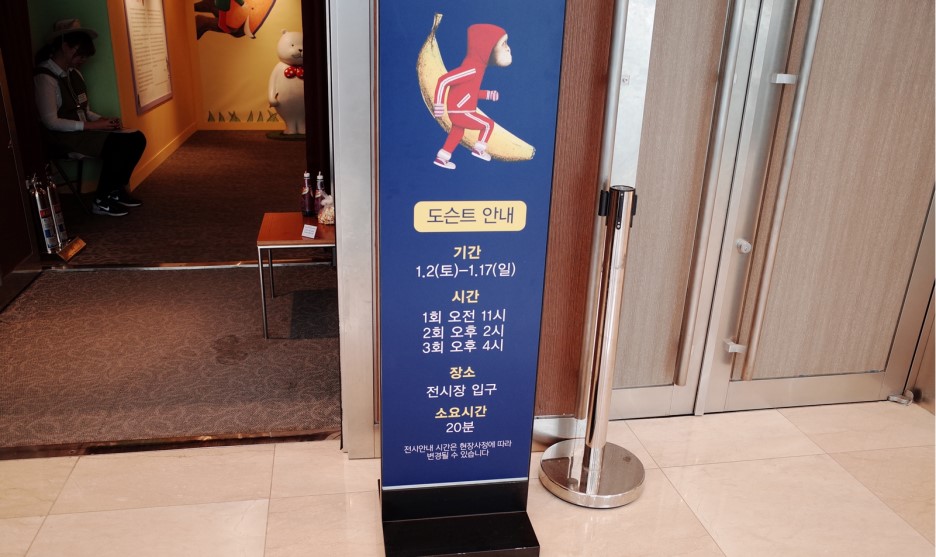 도슨트 안내
기간
1.2(토)-1.17(일)
시간
1회 오전 11시
2회 오후 2시
3회 오후 4시
장소
전시장 입구
소요시간
20분
전시안내 시간은 현장사정에 따라
변경될 수 있습니다